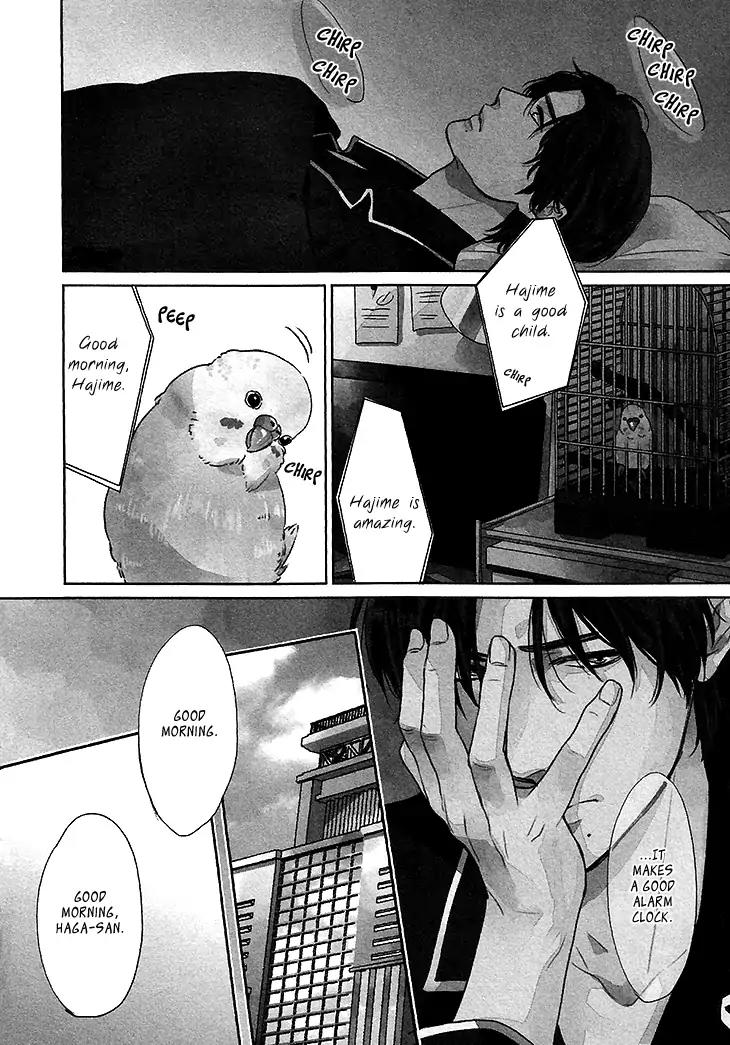 CHIRP
CHIRP
CHIRP
CHIRP
CHIRP
Hajime
is a good
child.
CHIRP
Hajime is
amazing.
PEEP
Good
morning,
Hajime.
CHIRP
...IT
MAKES
A GOOD
ALARM
CLOCK.
GOOD
MORNING.
GOOD
MORNING,
HAGA-SAN.